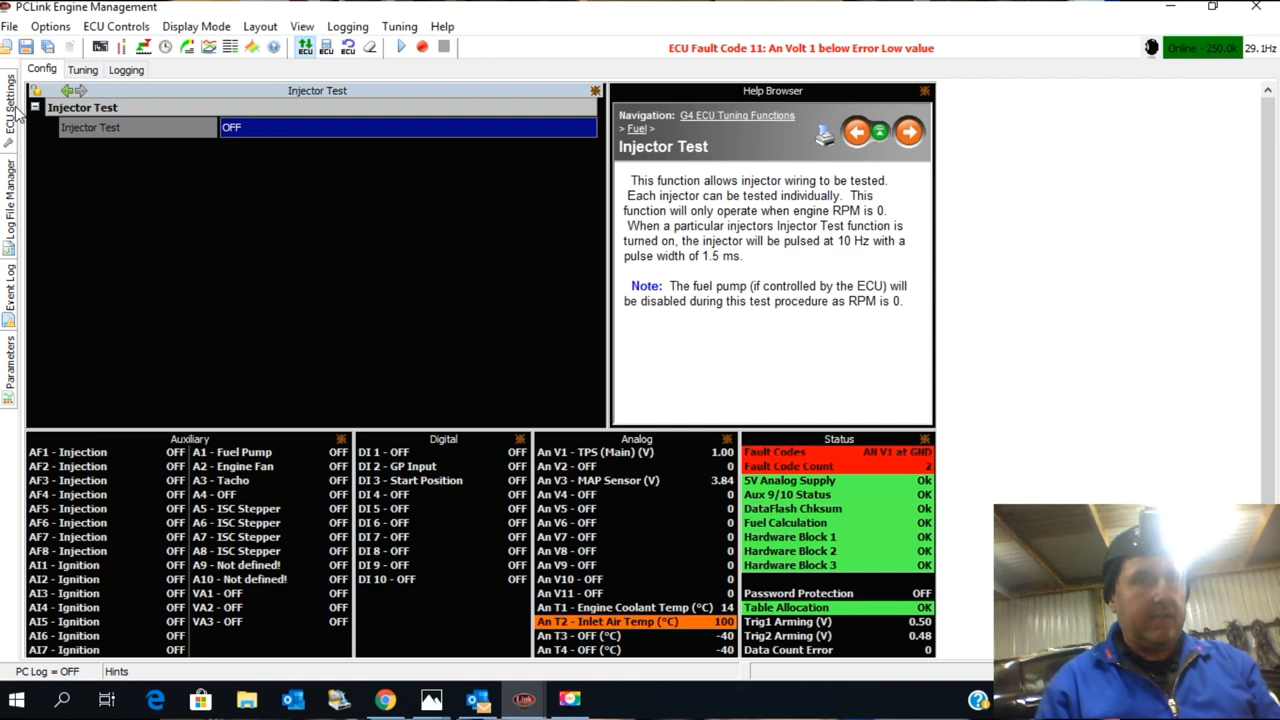 PCLink Engine Management
File Options ECU Controls Display Mode Layout View Logging Tuning Help
ECU ECU ECU
ECU Fault Code 11: An Volt 1 below Error Low value
Online - 250.0k 29.1Hz
Config Tuning Logging
ECU Settings
Log File Manager
Event Log
Parameters
Injector Test
Injector Test
Injector Test OFF
Help Browser
Navigation: G4 ECU Tuning Functions
> Fuel >
Injector Test
This function allows injector wiring to be tested.
Each injector can be tested individually. This
function will only operate when engine RPM is 0.
When a particular injectors Injector Test function is
turned on, the injector will be pulsed at 10 Hz with a
pulse width of 1.5 ms.
Note: The fuel pump (if controlled by the ECU) will
be disabled during this test procedure as RPM is 0.
Auxiliary
AF1 - Injection OFF A1 - Fuel Pump OFF
AF2 - Injection OFF A2 - Engine Fan OFF
AF3 - Injection OFF A3 - Tacho OFF
AF4 - Injection OFF A4 - OFF OFF
AF5 - Injection OFF A5 - ISC Stepper OFF
AF6 - Injection OFF A6 - ISC Stepper OFF
AF7 - Injection OFF A7 - ISC Stepper OFF
AF8 - Injection OFF A8 - ISC Stepper OFF
AI1 - Ignition OFF A9 - Not defined! OFF
AI2 - Ignition OFF A10 - Not defined! OFF
AI3 - Ignition OFF VA1 - OFF OFF
AI4 - Ignition OFF VA2 - OFF OFF
AI5 - Ignition OFF VA3 - OFF OFF
AI6 - Ignition OFF
AI7 - Ignition OFF
Digital
DI 1 - OFF OFF
DI 2 - GP Input OFF
DI 3 - Start Position OFF
DI 4 - OFF OFF
DI 5 - OFF OFF
DI 6 - OFF OFF
DI 7 - OFF OFF
DI 8 - OFF OFF
DI 9 - OFF OFF
DI 10 - OFF OFF
Analog
An V1 - TPS (Main) (V) 1.00
An V2 - OFF 0
An V3 - MAP Sensor (V) 3.84
An V4 - OFF 0
An V5 - OFF 0
An V6 - OFF 0
An V7 - OFF 0
An V8 - OFF 0
An V9 - OFF 0
An V10 - OFF 0
An V11 - OFF 0
An T1 - Engine Coolant Temp (°C) 14
An T2 - Inlet Air Temp (°C) 100
An T3 - OFF (°C) -40
An T4 - OFF (°C) -40
Status
Fault Codes AN V1 at GND
Fault Code Count 2
5V Analog Supply Ok
Aux 9/10 Status Ok
DataFlash Chksum OK
Fuel Calculation OK
Hardware Block 1 OK
Hardware Block 2 OK
Hardware Block 3 OK
Password Protection OFF
Table Allocation OK
Trig1 Arming (V) 0.50
Trig2 Arming (V) 0.48
Data Count Error 0
PC Log = OFF Hints
Link